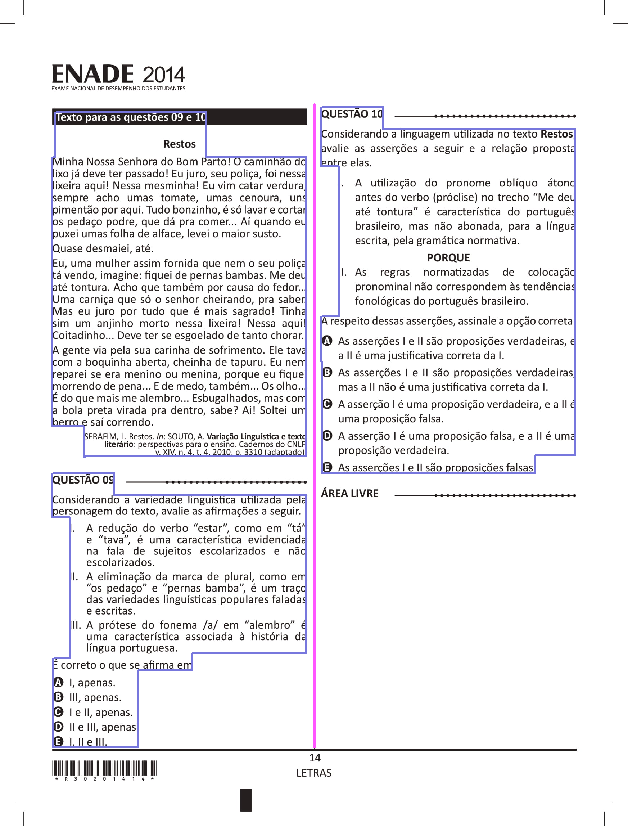 ENADE 2014
EXAME NACIONAL DE DESEMPENHO DOS ESTUDANTES
Texto para as questões 09 e 10
Restos
Minha Nossa Senhora do Bom Parto! O caminhão do
lixo já deve ter passado! Eu juro, seu poliça, foi nessa
lixeira aqui! Nessa mesminha! Eu vim catar verdura,
sempre acho umas tomate, umas cenoura, uns
pimentão por aqui. Tudo bonzinho, é só lavar e cortar
os pedaço podre, que dá pra comer... Aí quando eu
puxei umas folha de alface, levei o maior susto.
Quase desmaiei, até.
Eu, uma mulher assim fornida que nem o seu poliça
tá vendo, imagine: fiquei de pernas bambas. Me deu
até tontura. Acho que também por causa do fedor...
Uma carniça que só o senhor cheirando, pra saber.
Mas eu juro por tudo que é mais sagrado! Tinha
sim um anjinho morto nessa lixeira! Nessa aqui!
Coitadinho... Deve ter se esgoelado de tanto chorar.
A gente via pela sua carinha de sofrimento. Ele tava
com a boquinha aberta, cheinha de tapuru. Eu nem
reparei se era menino ou menina, porque eu fiquei
morrendo de pena... E de medo, também... Os olho...
É do que mais me alembro... Esbugalhados, mas com
a bola preta virada pra dentro, sabe? Ai! Soltei um
berro e saí correndo.
SERAFIM, L. Restos. In: SOUTO, A. Variação Linguística e texto
literário: perspectivas para o ensino. Cadernos do CNLF,
v. XIV, n. 4, t. 4, 2010, p. 3310 (adaptado).
QUESTÃO 09
Considerando a variedade linguística utilizada pela
personagem do texto, avalie as afirmações a seguir.
I. A redução do verbo “estar”, como em “tá”
e “tava”, é uma característica evidenciada
na fala de sujeitos escolarizados e não
escolarizados.
II. A eliminação da marca de plural, como em
“os pedaço” e “pernas bamba”, é um traço
das variedades linguísticas populares faladas
e escritas.
III. A prótese do fonema /a/ em “alembro” é
uma característica associada à história da
língua portuguesa.
É correto o que se afirma em
A I, apenas.
B III, apenas.
C I e II, apenas.
D II e III, apenas.
E I, II e III.
QUESTÃO 10
Considerando a linguagem utilizada no texto Restos,
avalie as asserções a seguir e a relação proposta
entre elas.
I. A utilização do pronome oblíquo átono
antes do verbo (próclise) no trecho “Me deu
até tontura” é característica do português
brasileiro, mas não abonada, para a língua
escrita, pela gramática normativa.
PORQUE
II. As regras normatizadas de colocação
pronominal não correspondem às tendências
fonológicas do português brasileiro.
A respeito dessas asserções, assinale a opção correta.
A As asserções I e II são proposições verdadeiras, e
a II é uma justificativa correta da I.
B As asserções I e II são proposições verdadeiras,
mas a II não é uma justificativa correta da I.
C A asserção I é uma proposição verdadeira, e a II é
uma proposição falsa.
D A asserção I é uma proposição falsa, e a II é uma
proposição verdadeira.
E As asserções I e II são proposições falsas.
ÁREA LIVRE
14
LETRAS
*R3020141 4*